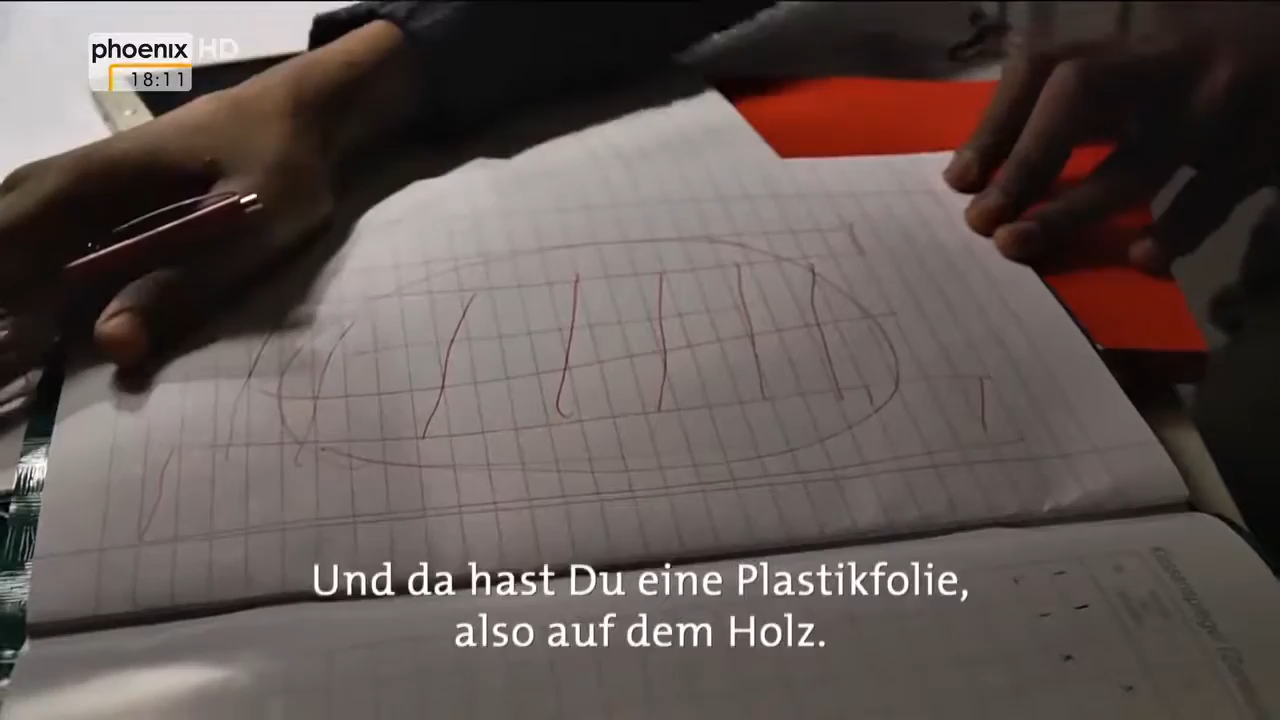 phoenix HD
18:11
Und da hast Du eine Plastikfolie,
also auf dem Holz.